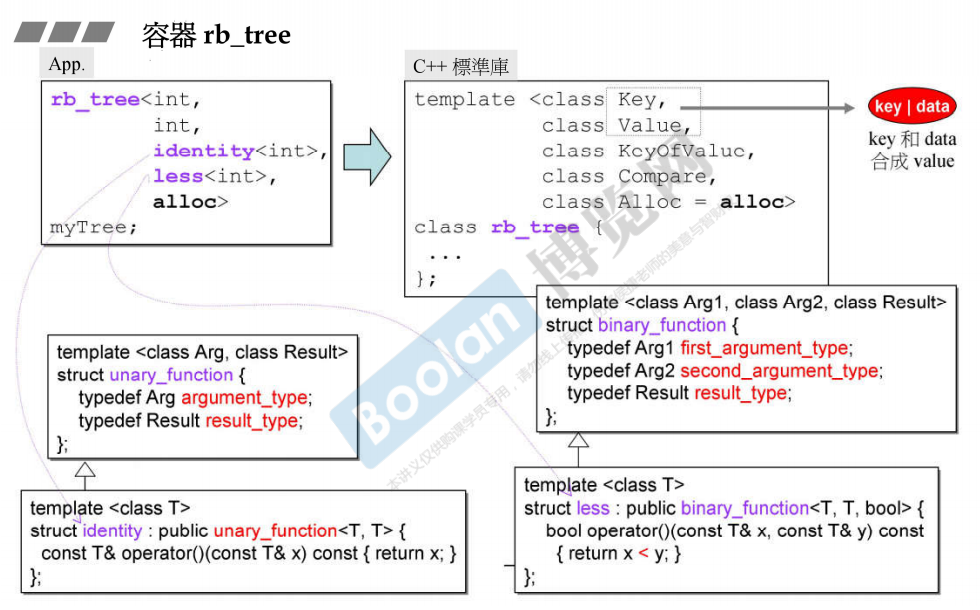 容器 rb_tree
App.
rb_tree<int,
int,
identity<int>,
less<int>,
alloc>
myTree;
C++ 標準庫
template <class Key,
class Value,
class KeyOfValue,
class Compare,
class Alloc = alloc>
class rb_tree {
...
};
key | data
key 和 data
合成 value
template <class Arg, class Result>
struct unary_function {
typedef Arg argument_type;
typedef Result result_type;
};
template <class Arg1, class Arg2, class Result>
struct binary_function {
typedef Arg1 first_argument_type;
typedef Arg2 second_argument_type;
typedef Result result_type;
};
template <class T>
struct identity : public unary_function<T, T> {
const T& operator()(const T& x) const { return x; }
};
template <class T>
struct less : public binary_function<T, T, bool> {
bool operator()(const T& x, const T& y) const
{ return x < y; }
};
Boolan 博览网
本讲义仅供购课学员专用，请勿线上
老师的美意与智财